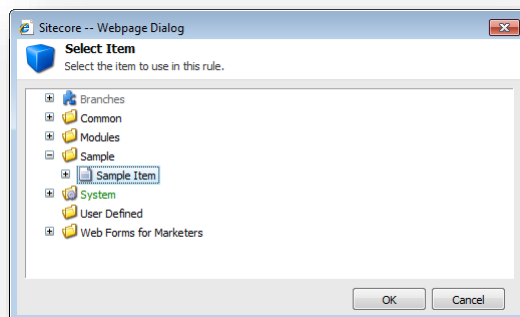 Sitecore -- Webpage Dialog
Select Item
Select the item to use in this rule.
Branches
Common
Modules
Sample
Sample Item
System
User Defined
Web Forms for Marketers
OK Cancel